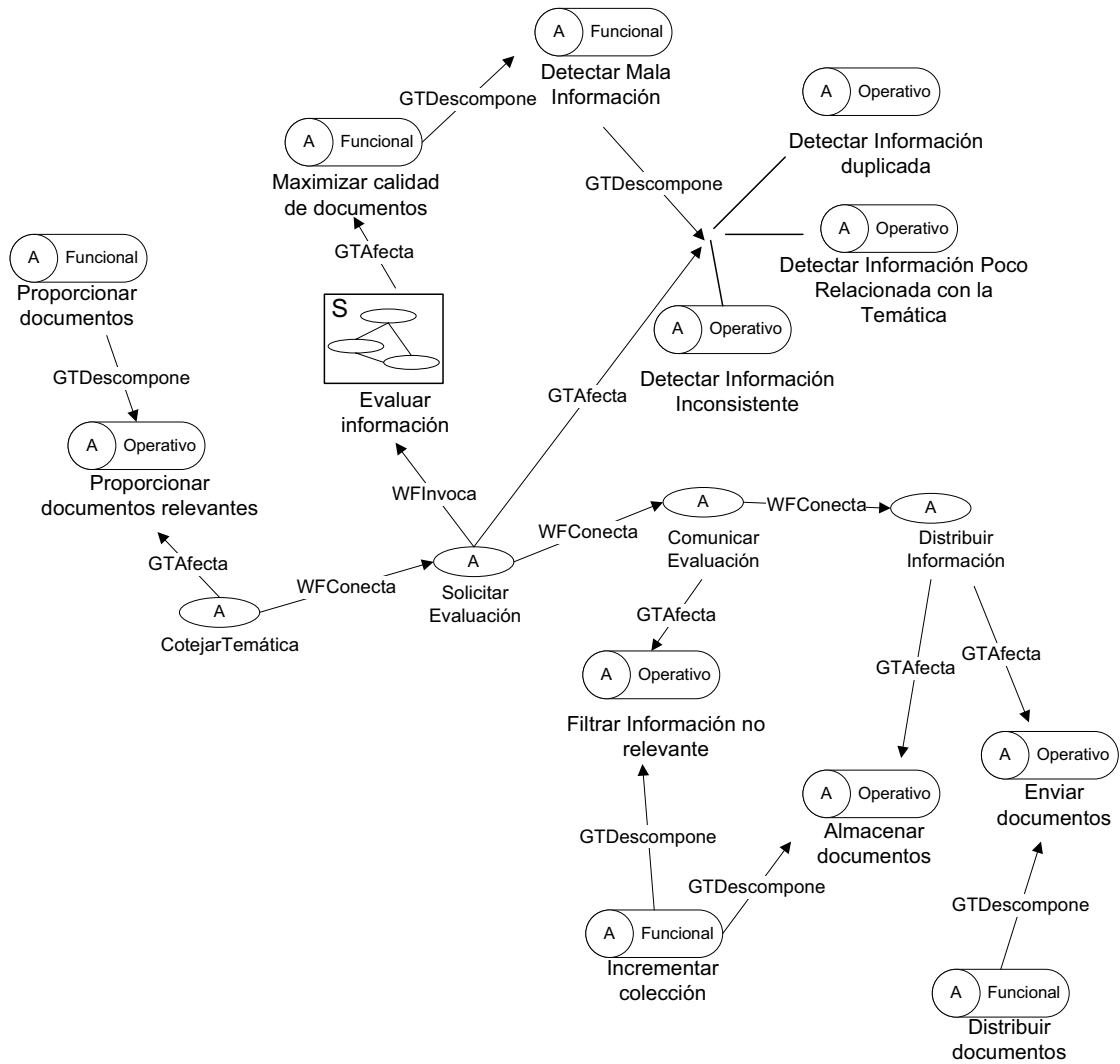 A Funcional
Detectar Mala
Información
GTDescompone
A Operativo
Detectar Información
duplicada
A Funcional
Maximizar calidad
de documentos
GTDescompone
A Operativo
Detectar Información Poco
Relacionada con la
Temática
GTAfecta
A Funcional
Proporcionar
documentos
S
A Operativo
Detectar Información
Inconsistente
GTDescompone
Evaluar
información
GTAfecta
A Operativo
Proporcionar
documentos relevantes
WFInvoca
A
Comunicar
Evaluación
WFConecta
A
Distribuir
Información
WFConecta
GTAfecta
A
Solicitar
Evaluación
WFConecta
A
CotejarTemática
GTAfecta
A Operativo
Filtrar Información no
relevante
GTAfecta
GTAfecta
A Operativo
Enviar
documentos
A Operativo
Almacenar
documentos
GTDescompone
GTDescompone
GTDescompone
A Funcional
Incrementar
colección
A Funcional
Distribuir
documentos